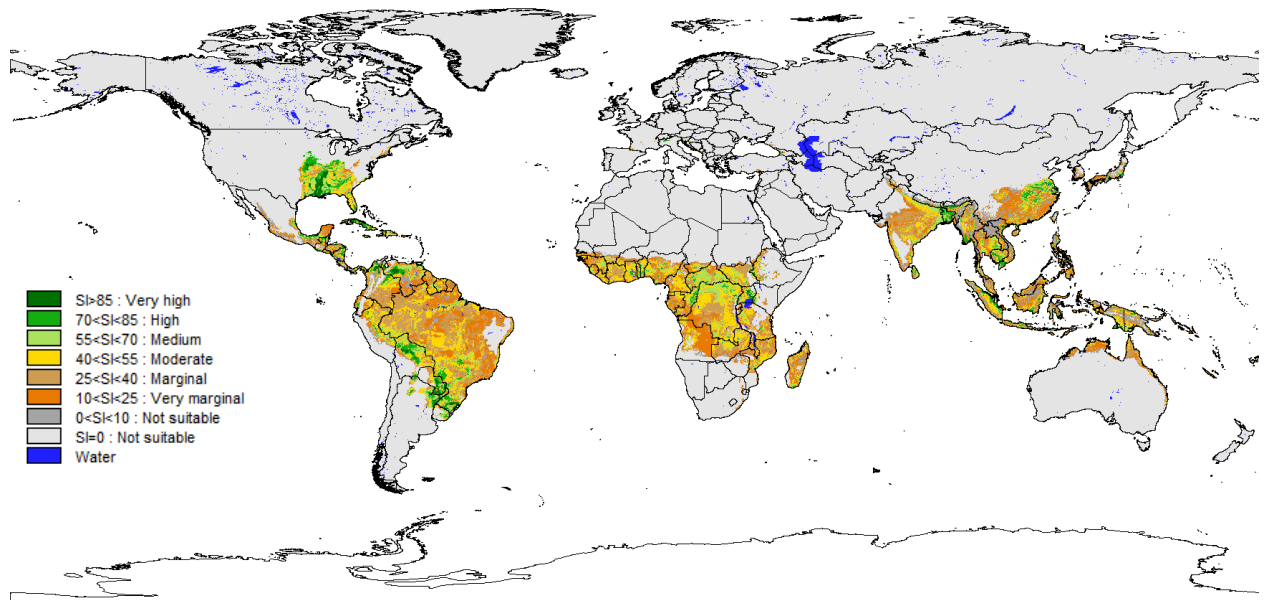 SI>85 : Very high
70<SI<85 : High
55<SI<70 : Medium
40<SI<55 : Moderate
25<SI<40 : Marginal
10<SI<25 : Very marginal
0<SI<10 : Not suitable
SI=0 : Not suitable
Water